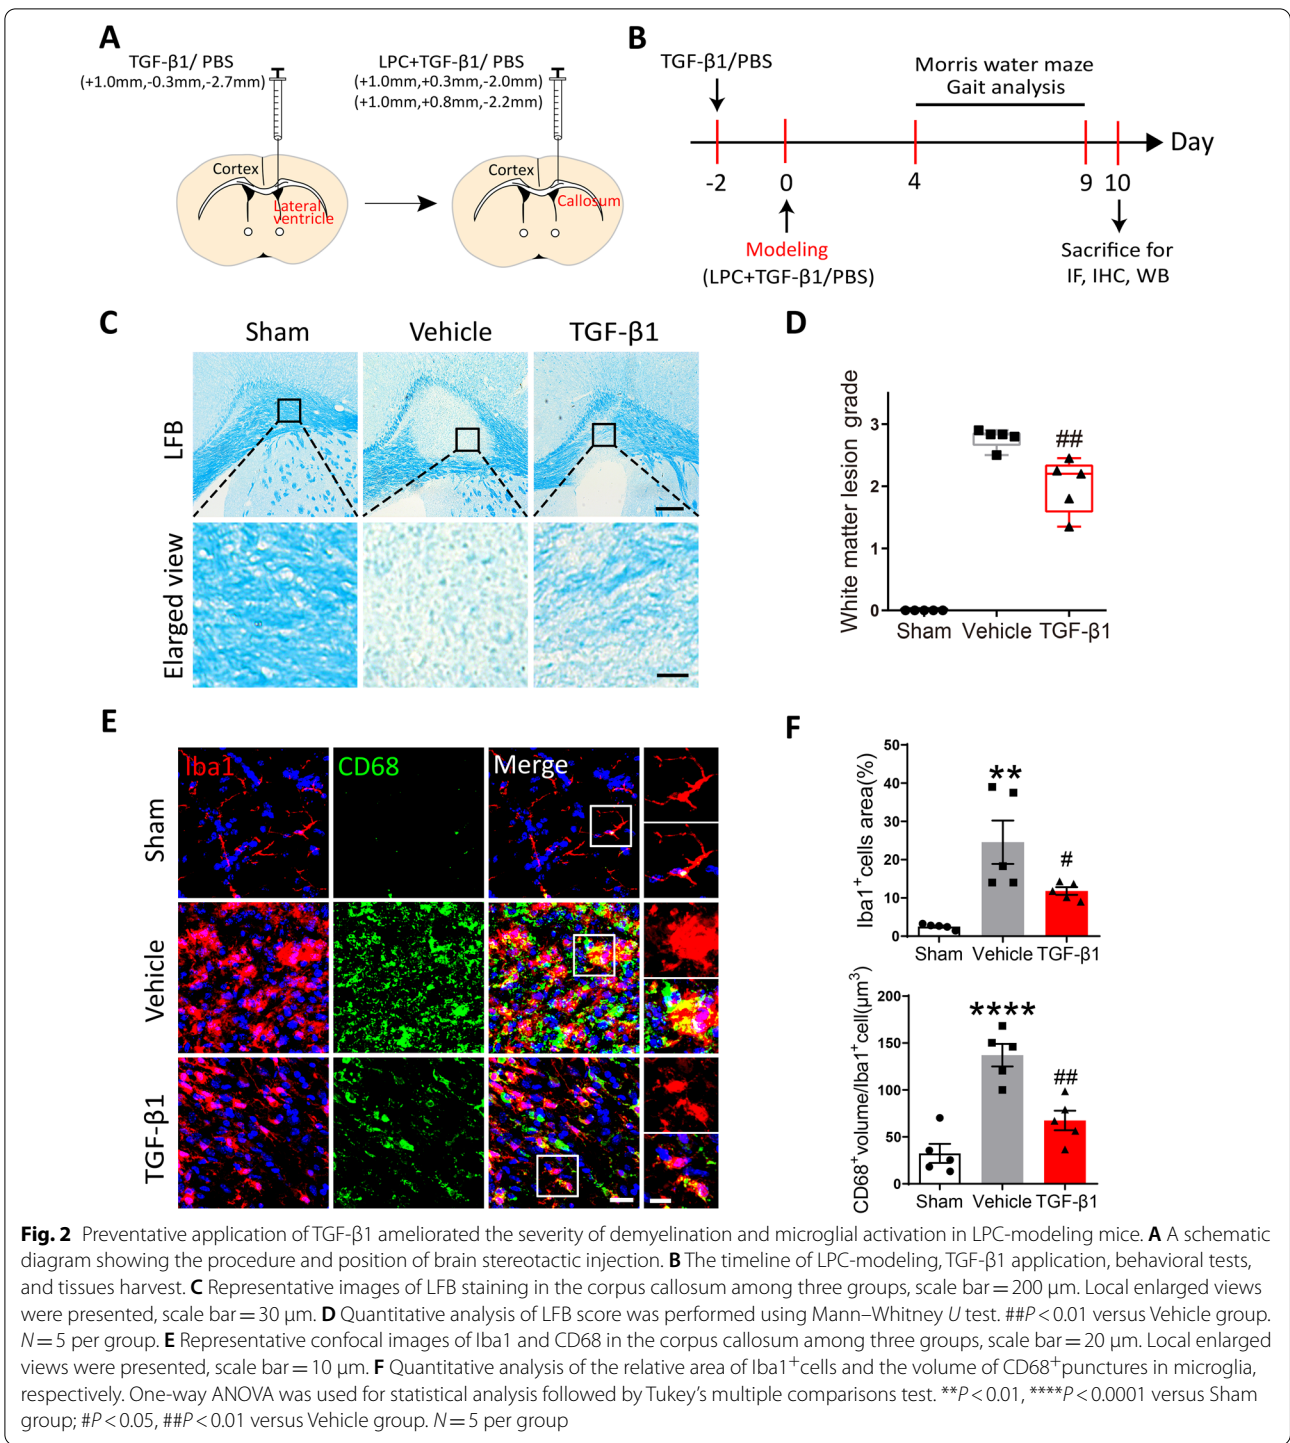 A
TGF-β1/ PBS
(+1.0mm,-0.3mm,-2.7mm)
LPC+TGF-β1/ PBS
(+1.0mm,+0.3mm,-2.0mm)
(+1.0mm,+0.8mm,-2.2mm)
Cortex
Lateral
ventricle
Cortex
Callosum
B
TGF-β1/PBS
Morris water maze
Gait analysis
Day
-2
0
4
9
10
Modeling
(LPC+TGF-β1/PBS)
Sacrifice for
IF, IHC, WB
C
Sham
Vehicle
TGF-β1
LFB
Elarged view
D
White matter lesion grade
3
2
1
0
##
Sham
Vehicle
TGF-β1
E
Iba1
CD68
Merge
Sham
Vehicle
TGF-β1
F
Iba1+cells area(%)
50
40
30
20
10
0
**
#
Sham
Vehicle
TGF-β1
CD68+volume/Iba1+cell(μm3)
200
150
100
50
0
****
##
Sham
Vehicle
TGF-β1
Fig. 2 Preventative application of TGF-β1 ameliorated the severity of demyelination and microglial activation in LPC-modeling mice. A A schematic
diagram showing the procedure and position of brain stereotactic injection. B The timeline of LPC-modeling, TGF-β1 application, behavioral tests,
and tissues harvest. C Representative images of LFB staining in the corpus callosum among three groups, scale bar = 200 μm. Local enlarged views
were presented, scale bar = 30 μm. D Quantitative analysis of LFB score was performed using Mann–Whitney U test. ##P < 0.01 versus Vehicle group.
N = 5 per group. E Representative confocal images of Iba1 and CD68 in the corpus callosum among three groups, scale bar = 20 μm. Local enlarged
views were presented, scale bar = 10 μm. F Quantitative analysis of the relative area of Iba1+cells and the volume of CD68+punctures in microglia,
respectively. One-way ANOVA was used for statistical analysis followed by Tukey's multiple comparisons test. **P < 0.01, ****P < 0.0001 versus Sham
group; #P < 0.05, ##P < 0.01 versus Vehicle group. N = 5 per group